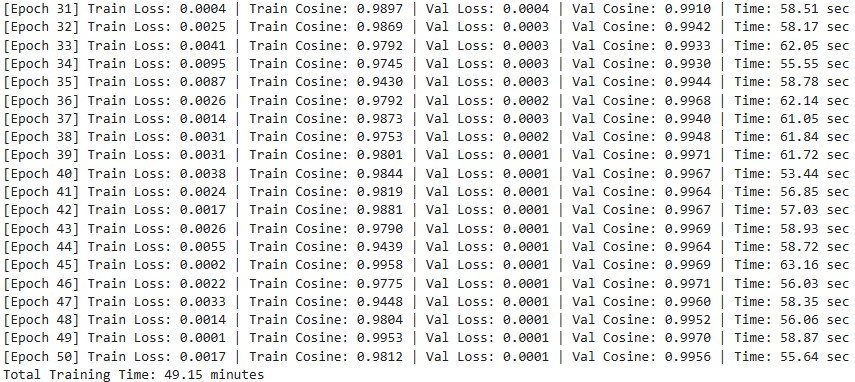 [Epoch 31] Train Loss: 0.0004 | Train Cosine: 0.9897 | Val Loss: 0.0004 | Val Cosine: 0.9910 | Time: 58.51 sec
[Epoch 32] Train Loss: 0.0025 | Train Cosine: 0.9869 | Val Loss: 0.0003 | Val Cosine: 0.9942 | Time: 58.17 sec
[Epoch 33] Train Loss: 0.0041 | Train Cosine: 0.9792 | Val Loss: 0.0003 | Val Cosine: 0.9933 | Time: 62.05 sec
[Epoch 34] Train Loss: 0.0095 | Train Cosine: 0.9745 | Val Loss: 0.0003 | Val Cosine: 0.9930 | Time: 55.55 sec
[Epoch 35] Train Loss: 0.0087 | Train Cosine: 0.9430 | Val Loss: 0.0003 | Val Cosine: 0.9944 | Time: 58.78 sec
[Epoch 36] Train Loss: 0.0026 | Train Cosine: 0.9792 | Val Loss: 0.0002 | Val Cosine: 0.9968 | Time: 62.14 sec
[Epoch 37] Train Loss: 0.0014 | Train Cosine: 0.9873 | Val Loss: 0.0003 | Val Cosine: 0.9940 | Time: 61.05 sec
[Epoch 38] Train Loss: 0.0031 | Train Cosine: 0.9753 | Val Loss: 0.0002 | Val Cosine: 0.9948 | Time: 61.84 sec
[Epoch 39] Train Loss: 0.0031 | Train Cosine: 0.9801 | Val Loss: 0.0001 | Val Cosine: 0.9971 | Time: 61.72 sec
[Epoch 40] Train Loss: 0.0038 | Train Cosine: 0.9844 | Val Loss: 0.0001 | Val Cosine: 0.9967 | Time: 53.44 sec
[Epoch 41] Train Loss: 0.0024 | Train Cosine: 0.9819 | Val Loss: 0.0001 | Val Cosine: 0.9964 | Time: 56.85 sec
[Epoch 42] Train Loss: 0.0017 | Train Cosine: 0.9881 | Val Loss: 0.0001 | Val Cosine: 0.9967 | Time: 57.03 sec
[Epoch 43] Train Loss: 0.0026 | Train Cosine: 0.9790 | Val Loss: 0.0001 | Val Cosine: 0.9969 | Time: 58.93 sec
[Epoch 44] Train Loss: 0.0055 | Train Cosine: 0.9439 | Val Loss: 0.0001 | Val Cosine: 0.9964 | Time: 58.72 sec
[Epoch 45] Train Loss: 0.0002 | Train Cosine: 0.9958 | Val Loss: 0.0001 | Val Cosine: 0.9969 | Time: 63.16 sec
[Epoch 46] Train Loss: 0.0022 | Train Cosine: 0.9775 | Val Loss: 0.0001 | Val Cosine: 0.9971 | Time: 56.03 sec
[Epoch 47] Train Loss: 0.0033 | Train Cosine: 0.9448 | Val Loss: 0.0001 | Val Cosine: 0.9960 | Time: 58.35 sec
[Epoch 48] Train Loss: 0.0014 | Train Cosine: 0.9804 | Val Loss: 0.0001 | Val Cosine: 0.9952 | Time: 56.06 sec
[Epoch 49] Train Loss: 0.0001 | Train Cosine: 0.9953 | Val Loss: 0.0001 | Val Cosine: 0.9970 | Time: 58.87 sec
[Epoch 50] Train Loss: 0.0017 | Train Cosine: 0.9812 | Val Loss: 0.0001 | Val Cosine: 0.9956 | Time: 55.64 sec
Total Training Time: 49.15 minutes